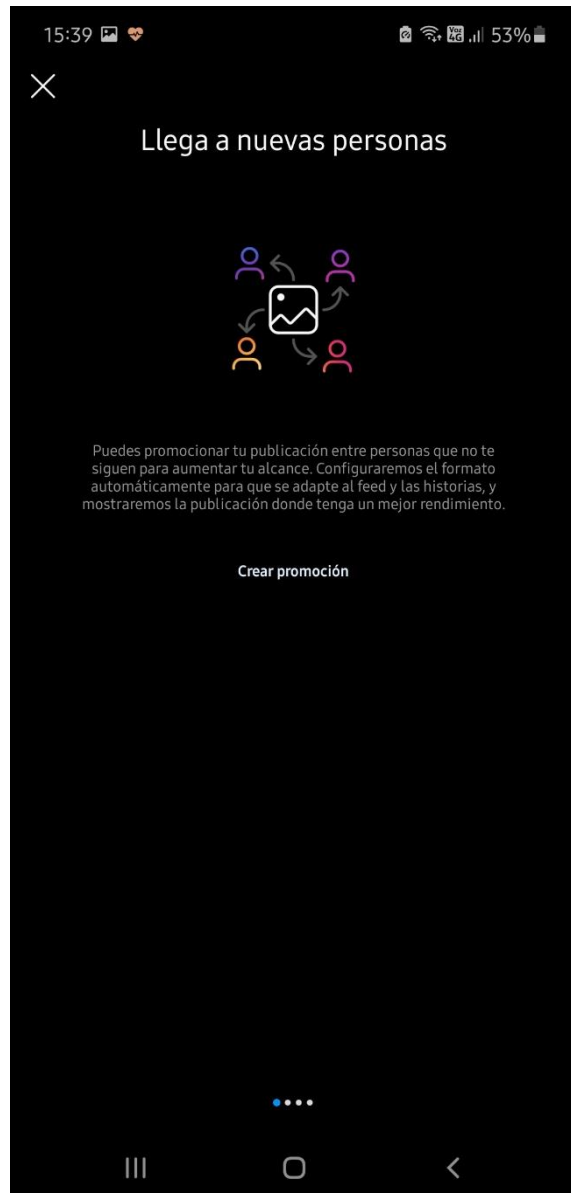 15:39
Voz
4G
53%
Llega a nuevas personas
Puedes promocionar tu publicación entre personas que no te
siguen para aumentar tu alcance. Configuraremos el formato
automáticamente para que se adapte al feed y las historias, y
mostraremos la publicación donde tenga un mejor rendimiento.
Crear promoción